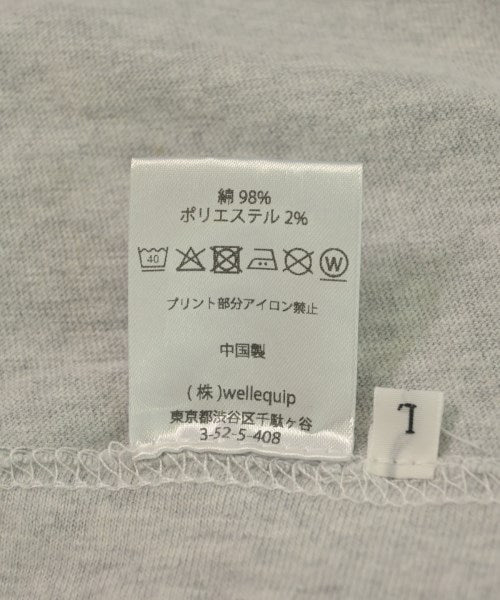 綿 98%
ポリエステル 2%
40 W
プリント部分アイロン禁止
中国製
(株)wellequip
東京都渋谷区千駄ヶ谷
3-52-5-408
L